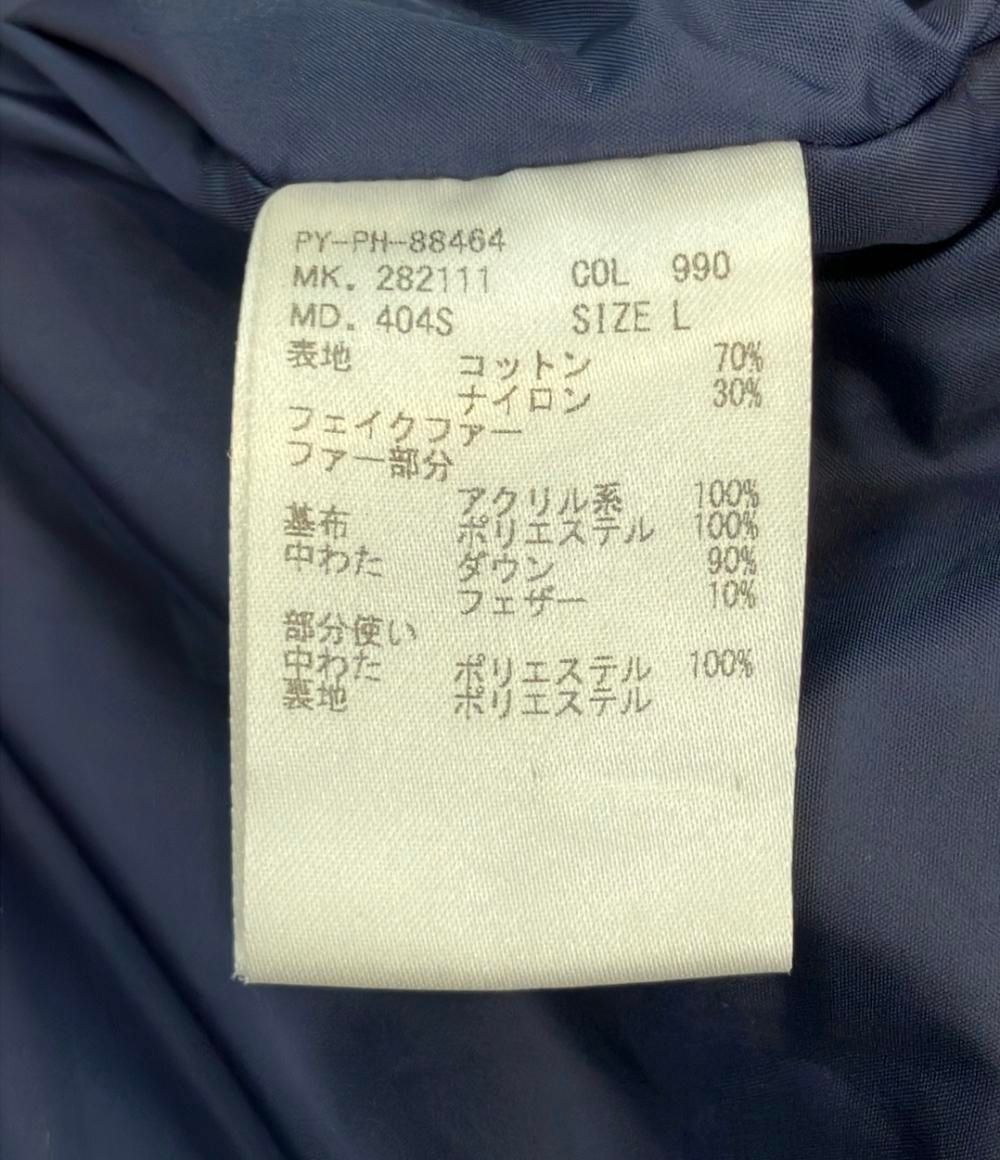 PY-PH-88464
MK. 282111 COL 990
MD. 404S SIZE L
表地 コットン 70%
ナイロン 30%
フェイクファー
ファー部分
アクリル系 100%
基布 ポリエステル 100%
中わた ダウン 90%
フェザー 10%
部分使い
中わた ポリエステル 100%
裏地 ポリエステル